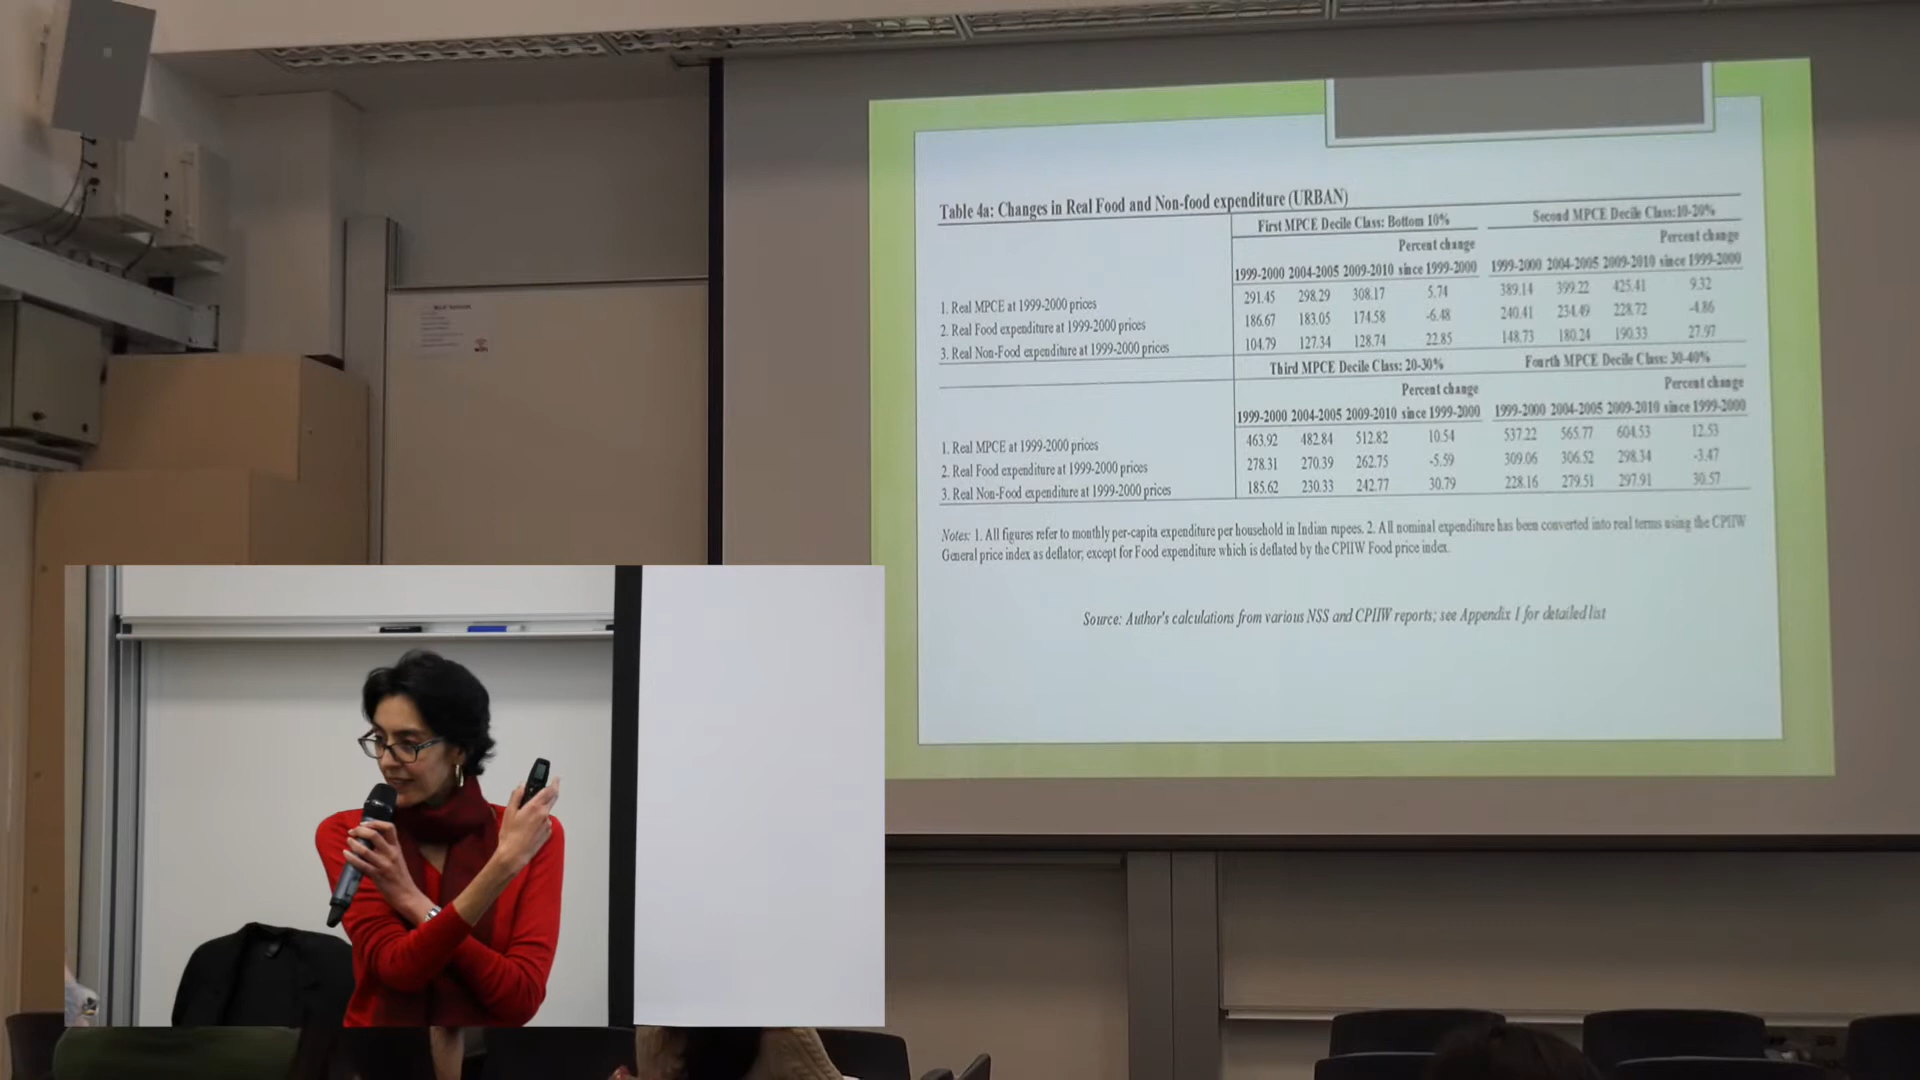 Table 4a: Changes in Real Food and Non-food expenditure (URBAN)
First MPCE Decile Class: Bottom 10% Second MPCE Decile Class:10-20%
Percent change Percent change
1999-2000 2004-2005 2009-2010 since 1999-2000 1999-2000 2004-2005 2009-2010 since 1999-2000
1. Real MPCE at 1999-2000 prices 291.45 298.29 308.17 5.74 389.14 399.22 425.41 9.32
2. Real Food expenditure at 1999-2000 prices 186.67 183.05 174.58 -6.48 240.41 234.49 228.72 -4.86
3. Real Non-Food expenditure at 1999-2000 prices 104.79 127.34 128.74 22.85 148.73 180.24 190.33 27.97
Third MPCE Decile Class: 20-30% Fourth MPCE Decile Class: 30-40%
Percent change Percent change
1999-2000 2004-2005 2009-2010 since 1999-2000 1999-2000 2004-2005 2009-2010 since 1999-2000
1. Real MPCE at 1999-2000 prices 463.92 482.84 512.82 10.54 537.22 565.77 604.53 12.53
2. Real Food expenditure at 1999-2000 prices 278.31 270.39 262.75 -5.59 309.06 306.52 298.34 -3.47
3. Real Non-Food expenditure at 1999-2000 prices 185.62 230.33 242.77 30.79 228.16 279.51 297.91 30.57
Notes: 1. All figures refer to monthly per-capita expenditure per household in Indian rupees. 2. All nominal expenditure has been converted into real terms using the CPIIW
General price index as deflator; except for Food expenditure which is deflated by the CPIIW Food price index.
Source: Author's calculations from various NSS and CPIIW reports; see Appendix I for detailed list